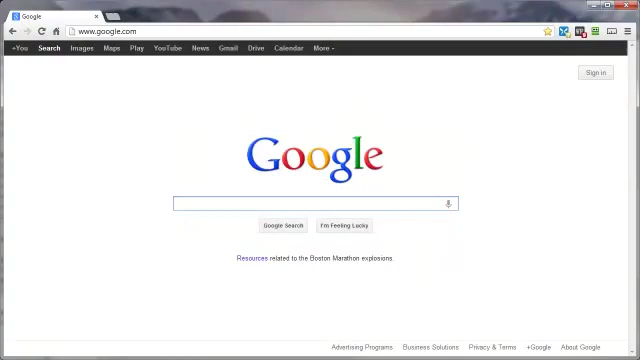 Google
www.google.com
+You Search Images Maps Play YouTube News Gmail Drive Calendar More
Sign in
Google
Google Search I'm Feeling Lucky
Resources related to the Boston Marathon explosions.
Advertising Programs Business Solutions Privacy & Terms +Google About Google